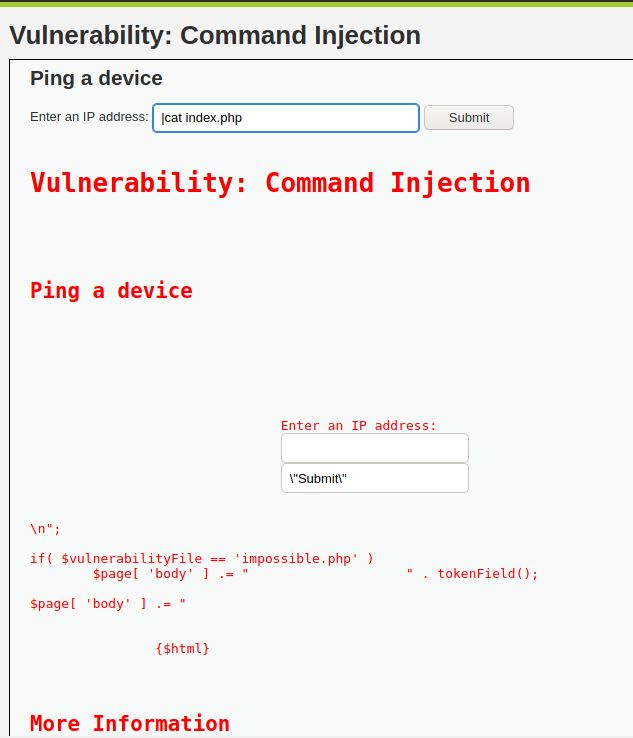 Vulnerability: Command Injection
Ping a device
Enter an IP address: |cat index.php Submit
Vulnerability: Command Injection
Ping a device
Enter an IP address:
\"Submit\"
\n";
if( $vulnerabilityFile == 'impossible.php' )
$page[ 'body' ] .= " " . tokenField();
$page[ 'body' ] .= "
{$html}
More Information